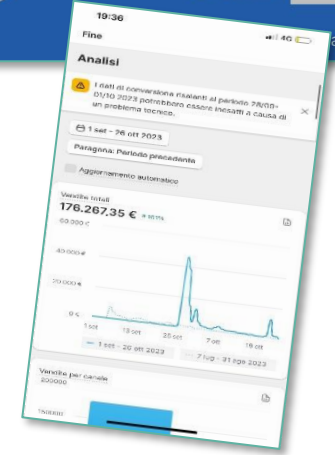 19:36
4G
Fine
Analisi
I dati di conversione risalenti al periodo 28/09-
01/10 2023 potrebbero essere inesatti a causa di
un problema tecnico.
1 set - 26 ott 2023
Paragona: Periodo precedente
Aggiornamento automatico
Vendite totali
176.267,35 €
60.000 €
40.000 €
20.000 €
0 €
1 set
13 set
25 set
7 ott
19 ott
1 set - 26 ott 2023
7 lug - 31 ago 2023
Vendite per canale
200000
150000